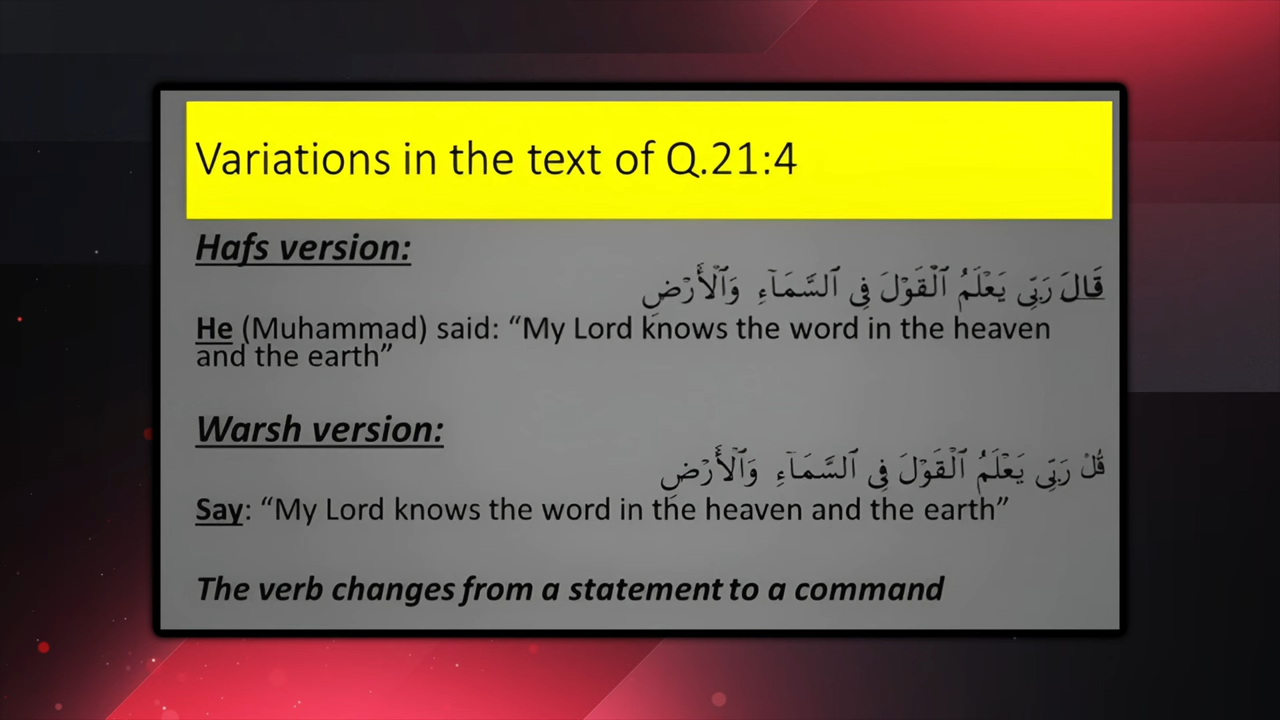 Variations in the text of Q.21:4
Hafs version:
قَالَ رَبِّى يَعْلَمُ ٱلْقَوْلَ فِى ٱلسَّمَآءِ وَٱلْأَرْضِ
He (Muhammad) said: “My Lord knows the word in the heaven
and the earth”
Warsh version:
قُلْ رَبِّى يَعْلَمُ ٱلْقَوْلَ فِى ٱلسَّمَآءِ وَٱلْأَرْضِ
Say: “My Lord knows the word in the heaven and the earth”
The verb changes from a statement to a command